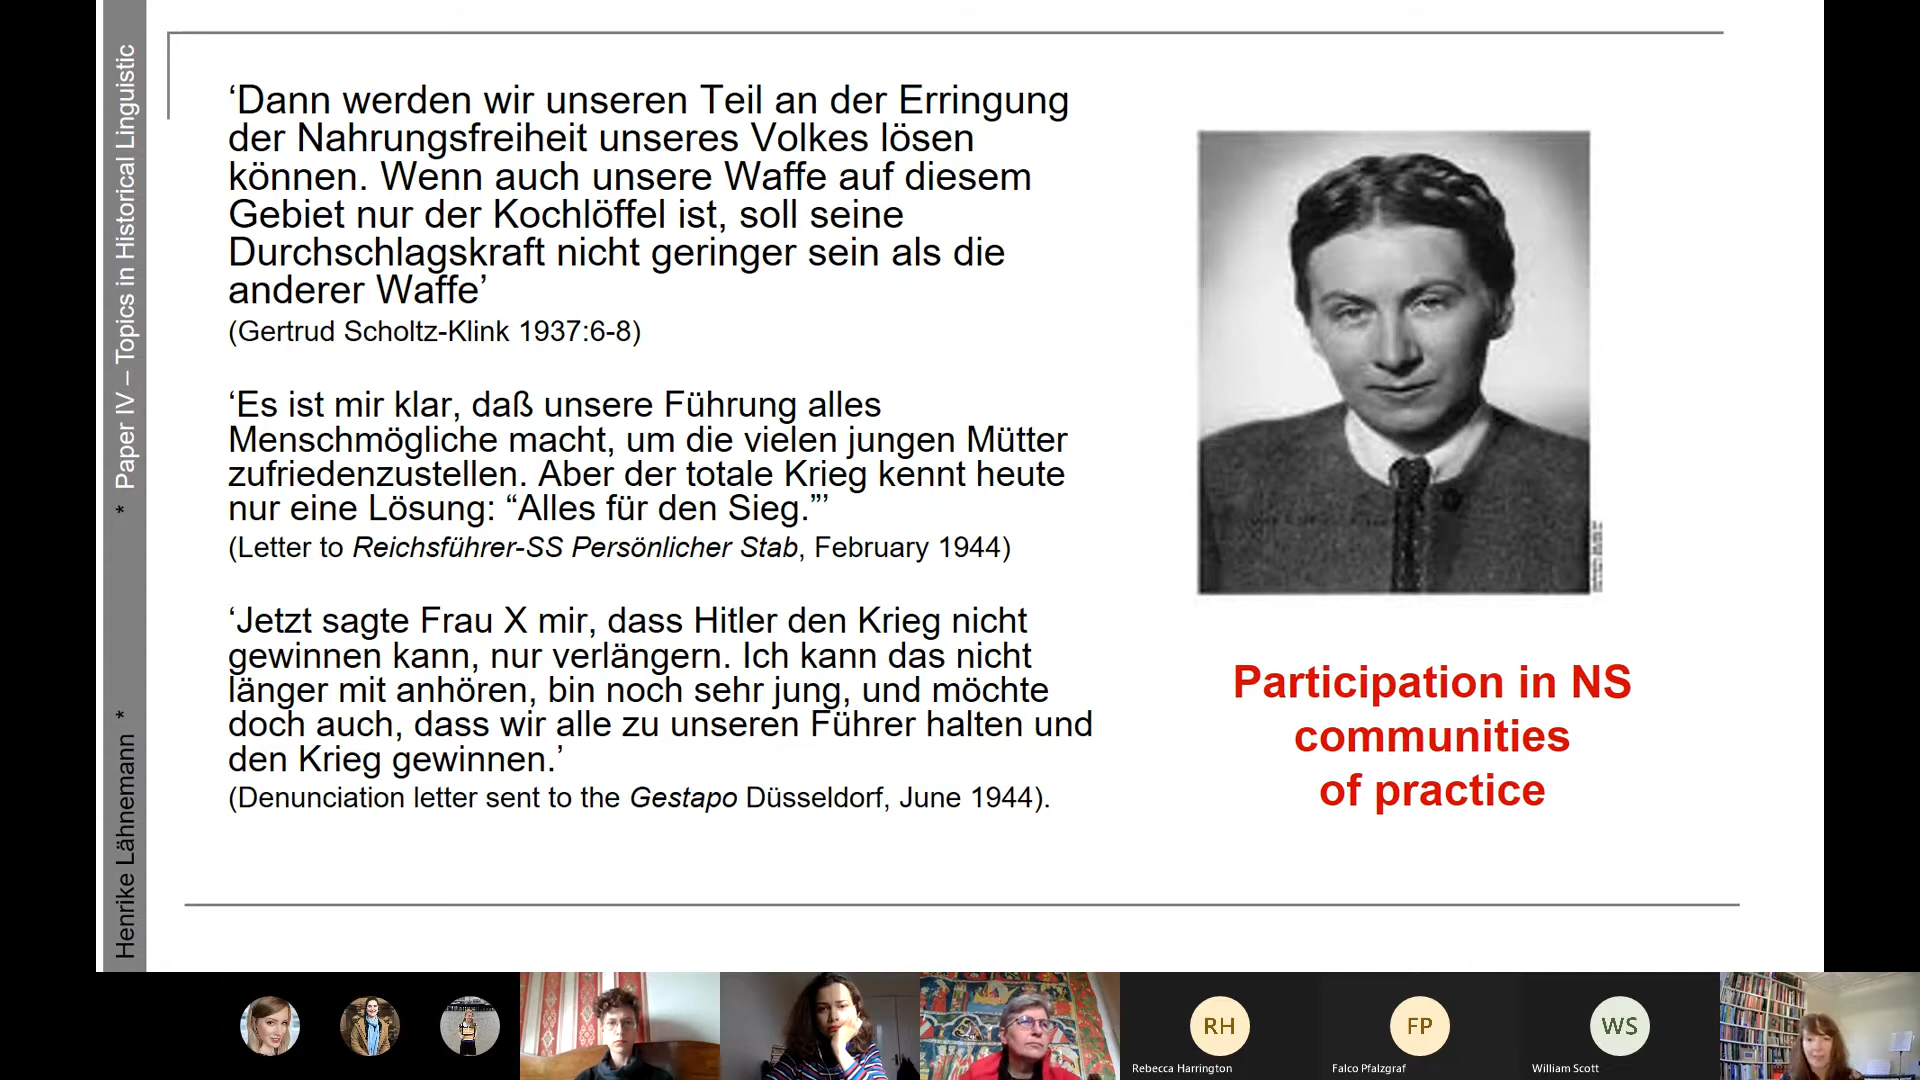 Henrike Lähnemann * * Paper IV – Topics in Historical Linguistic
‘Dann werden wir unseren Teil an der Erringung
der Nahrungsfreiheit unseres Volkes lösen
können. Wenn auch unsere Waffe auf diesem
Gebiet nur der Kochlöffel ist, soll seine
Durchschlagskraft nicht geringer sein als die
anderer Waffe’
(Gertrud Scholtz-Klink 1937:6-8)
‘Es ist mir klar, daß unsere Führung alles
Menschmögliche macht, um die vielen jungen Mütter
zufriedenzustellen. Aber der totale Krieg kennt heute
nur eine Lösung: “Alles für den Sieg.”’
(Letter to Reichsführer-SS Persönlicher Stab, February 1944)
‘Jetzt sagte Frau X mir, dass Hitler den Krieg nicht
gewinnen kann, nur verlängern. Ich kann das nicht
länger mit anhören, bin noch sehr jung, und möchte
doch auch, dass wir alle zu unseren Führer halten und
den Krieg gewinnen.’
(Denunciation letter sent to the Gestapo Düsseldorf, June 1944).
Participation in NS
communities
of practice
RH
Rebecca Harrington
FP
Falco Pfalzgraf
WS
William Scott